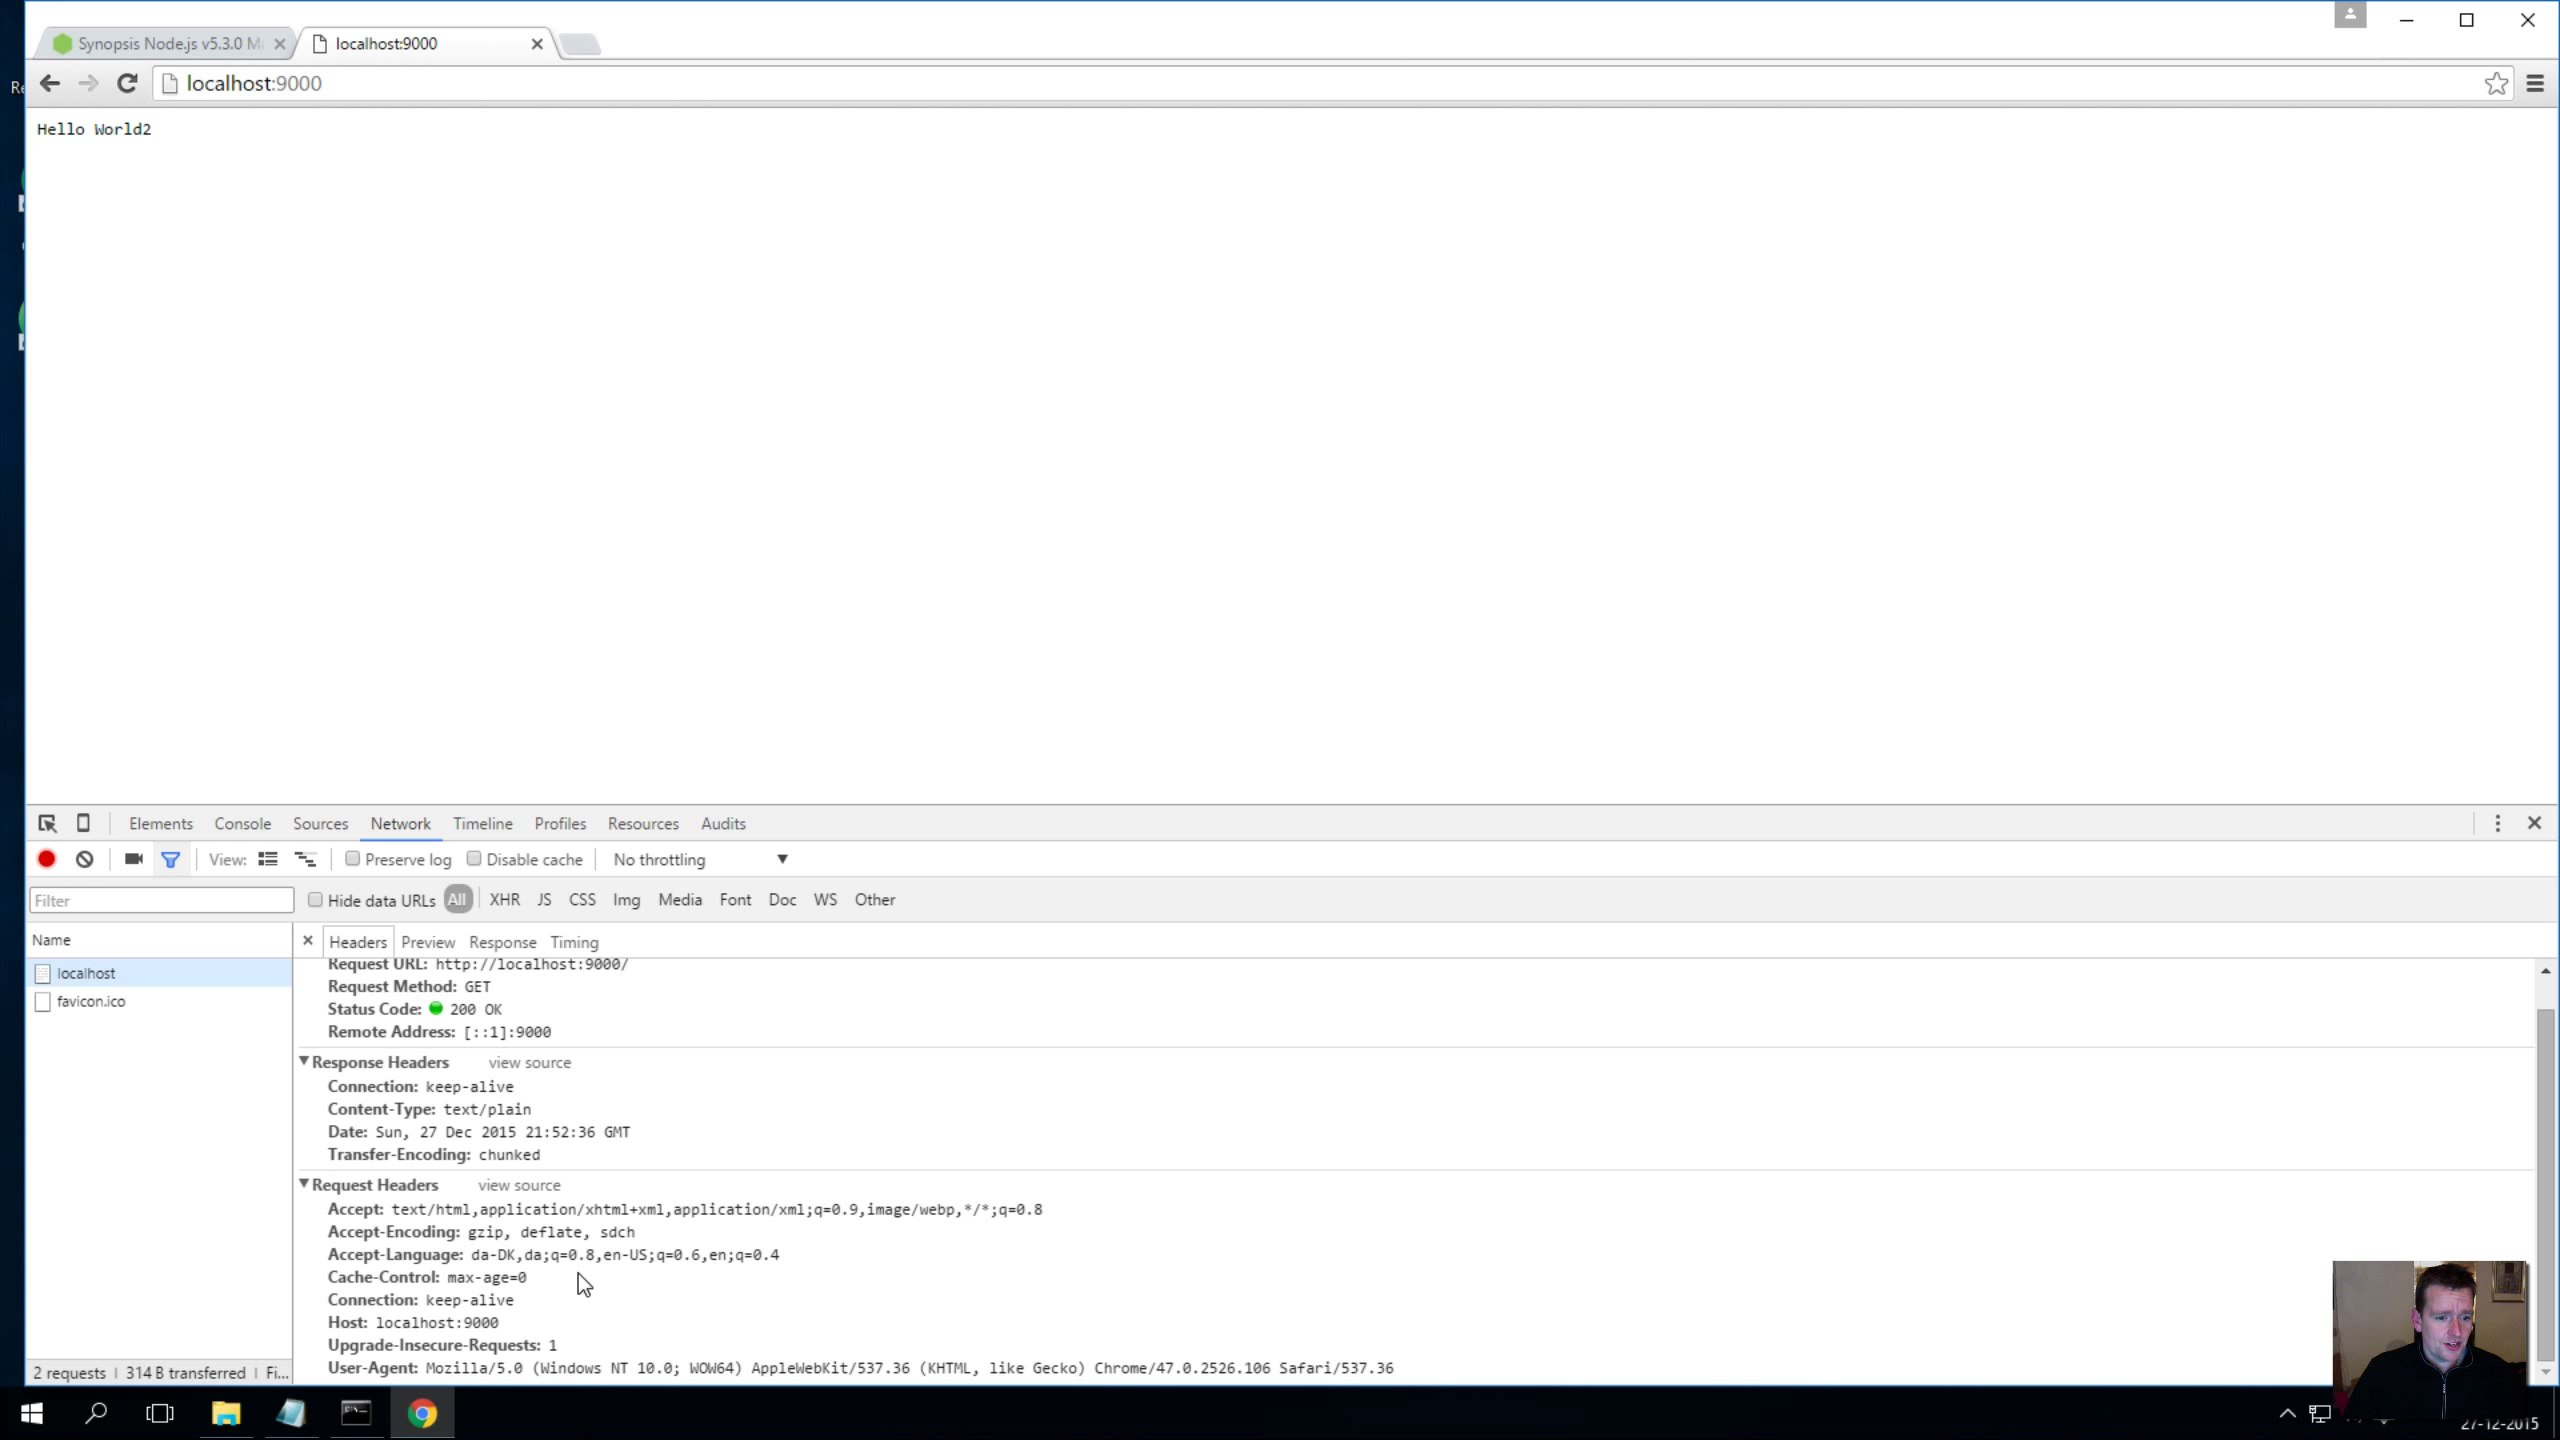 Synopsis Node.js v5.3.0 M
localhost:9000
localhost:9000
Hello World2
Elements Console Sources Network Timeline Profiles Resources Audits
View: Preserve log Disable cache No throttling
Filter Hide data URLs All XHR JS CSS Img Media Font Doc WS Other
Name
localhost
favicon.ico
2 requests | 314 B transferred | Fi...
Headers Preview Response Timing
Request URL: http://localhost:9000/
Request Method: GET
Status Code: 200 OK
Remote Address: [::1]:9000
Response Headers view source
Connection: keep-alive
Content-Type: text/plain
Date: Sun, 27 Dec 2015 21:52:36 GMT
Transfer-Encoding: chunked
Request Headers view source
Accept: text/html,application/xhtml+xml,application/xml;q=0.9,image/webp,*/*;q=0.8
Accept-Encoding: gzip, deflate, sdch
Accept-Language: da-DK,da;q=0.8,en-US;q=0.6,en;q=0.4
Cache-Control: max-age=0
Connection: keep-alive
Host: localhost:9000
Upgrade-Insecure-Requests: 1
User-Agent: Mozilla/5.0 (Windows NT 10.0; WOW64) AppleWebKit/537.36 (KHTML, like Gecko) Chrome/47.0.2526.106 Safari/537.36
27-12-2015